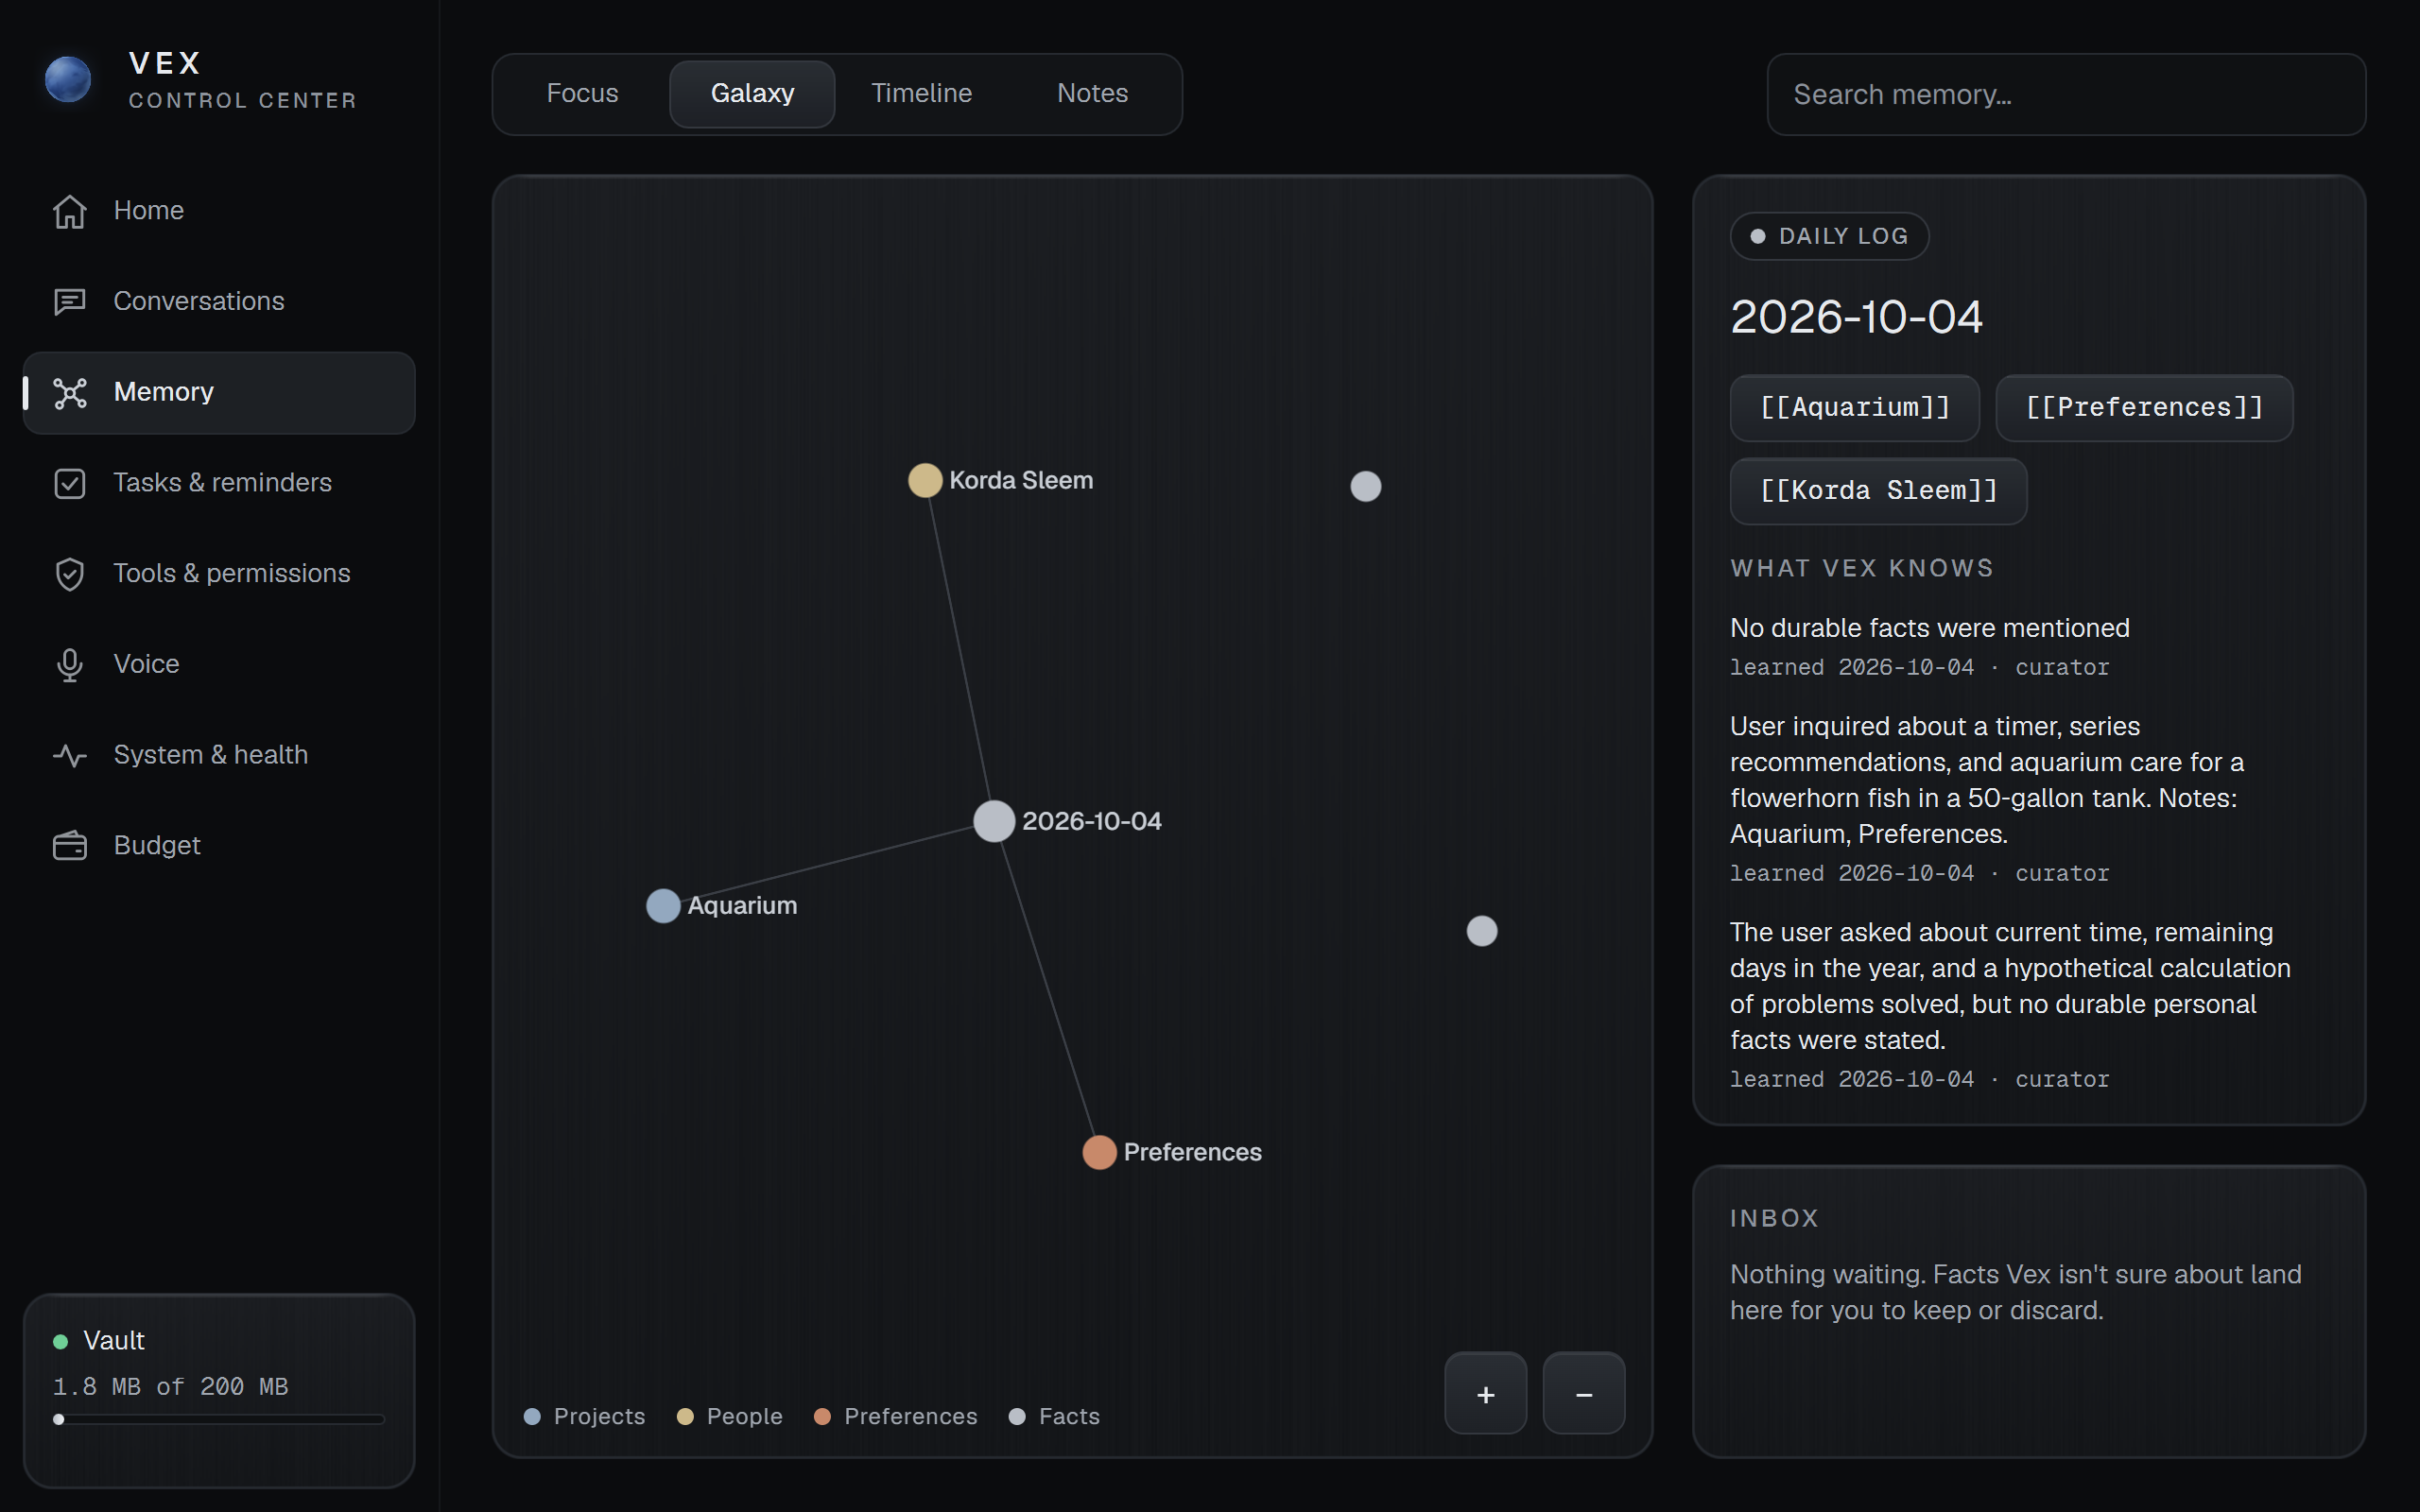 VEX
CONTROL CENTER
Home
Conversations
Memory
Tasks & reminders
Tools & permissions
Voice
System & health
Budget
Vault
1.8 MB of 200 MB
Focus
Galaxy
Timeline
Notes
Search memory...
Korda Sleem
2026-10-04
Aquarium
Preferences
Projects
People
Preferences
Facts
+
−
DAILY LOG
2026-10-04
[[Aquarium]]
[[Preferences]]
[[Korda Sleem]]
WHAT VEX KNOWS
No durable facts were mentioned
learned 2026-10-04 · curator
User inquired about a timer, series
recommendations, and aquarium care for a
flowerhorn fish in a 50-gallon tank. Notes:
Aquarium, Preferences.
learned 2026-10-04 · curator
The user asked about current time, remaining
days in the year, and a hypothetical calculation
of problems solved, but no durable personal
facts were stated.
learned 2026-10-04 · curator
INBOX
Nothing waiting. Facts Vex isn't sure about land
here for you to keep or discard.